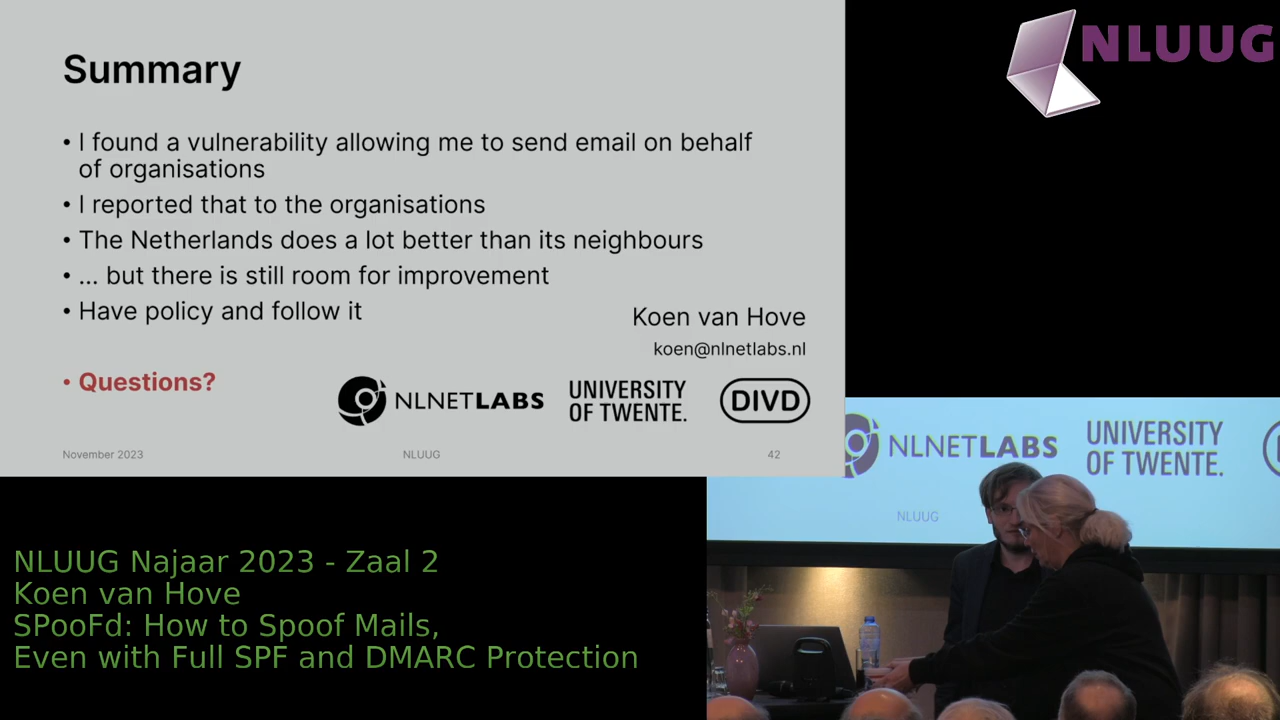 Summary
• I found a vulnerability allowing me to send email on behalf
of organisations
• I reported that to the organisations
• The Netherlands does a lot better than its neighbours
• ... but there is still room for improvement
• Have policy and follow it
Koen van Hove
koen@nlnetlabs.nl
• Questions?
NLNETLABS
UNIVERSITY
OF TWENTE.
DIVD
November 2023
NLUUG
42
NLUUG
NLNETLABS
UNIVERSITY
OF TWENTE.
NLUUG
NLUUG Najaar 2023 - Zaal 2
Koen van Hove
SPooFd: How to Spoof Mails,
Even with Full SPF and DMARC Protection